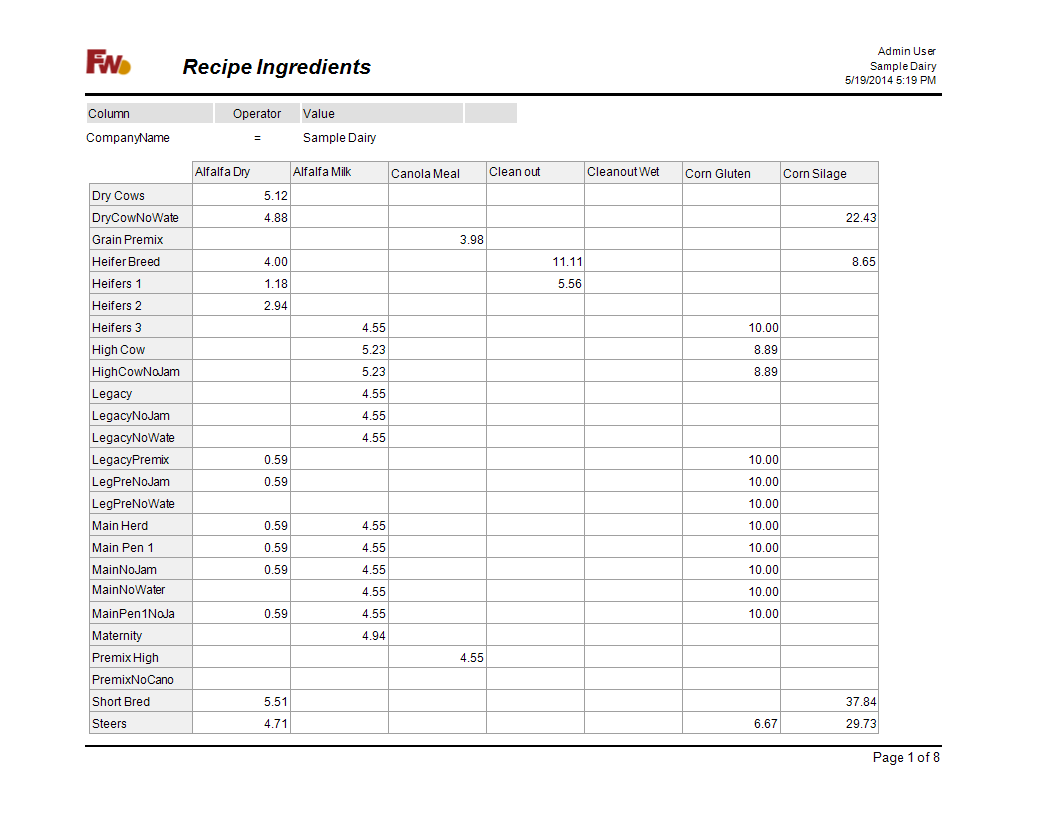 FW
Recipe Ingredients
Admin User
Sample Dairy
5/19/2014 5:19 PM
Column Operator Value
CompanyName = Sample Dairy
Alfalfa Dry Alfalfa Milk Canola Meal Clean out Cleanout Wet Corn Gluten Corn Silage
Dry Cows 5.12
DryCowNoWate 4.88 22.43
Grain Premix 3.98
Heifer Breed 4.00 11.11 8.65
Heifers 1 1.18 5.56
Heifers 2 2.94
Heifers 3 4.55 10.00
High Cow 5.23 8.89
HighCowNoJam 5.23 8.89
Legacy 4.55
LegacyNoJam 4.55
LegacyNoWate 4.55
LegacyPremix 0.59 10.00
LegPreNoJam 0.59 10.00
LegPreNoWate 10.00
Main Herd 0.59 4.55 10.00
Main Pen 1 0.59 4.55 10.00
MainNoJam 0.59 4.55 10.00
MainNoWater 4.55 10.00
MainPen1NoJa 0.59 4.55 10.00
Maternity 4.94
Premix High 4.55
PremixNoCano
Short Bred 5.51 37.84
Steers 4.71 6.67 29.73
Page 1 of 8